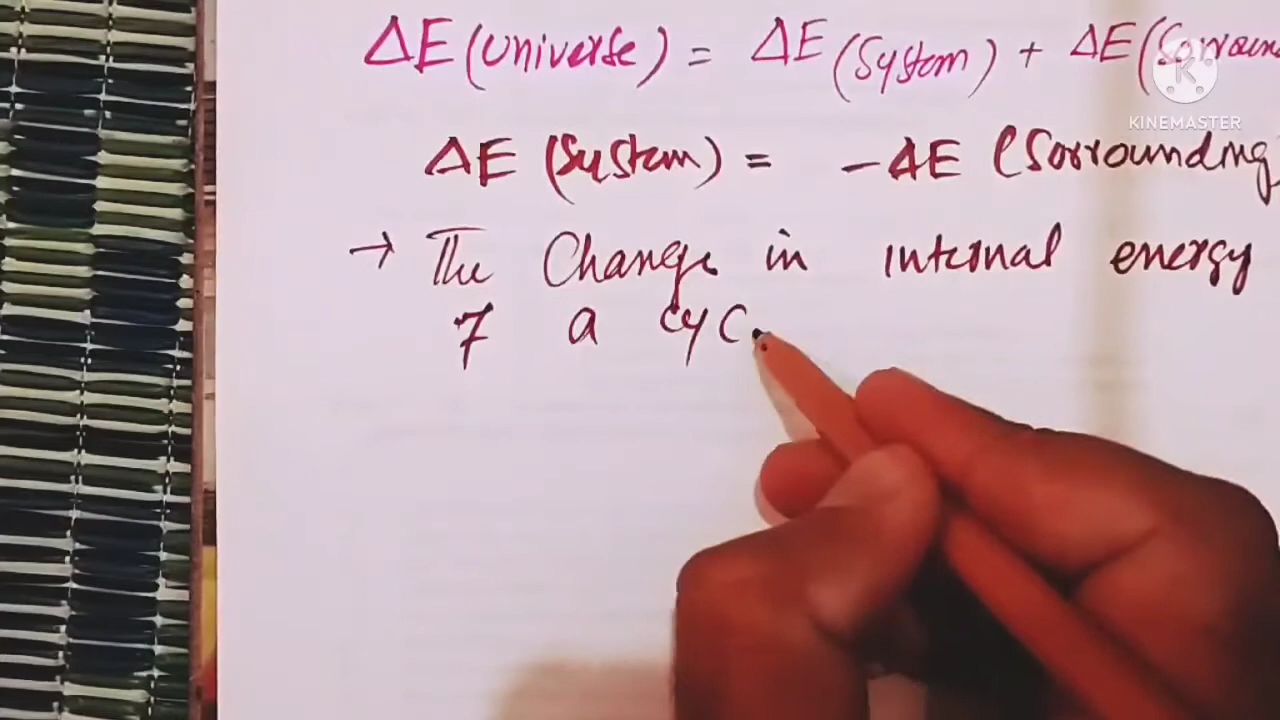 ΔE (Universe) = ΔE (System) + ΔE (Sorroun
K
KINEMASTER
ΔE (System) = -ΔE (Sorrounding
→ The Change in internal energy
7 a cyc